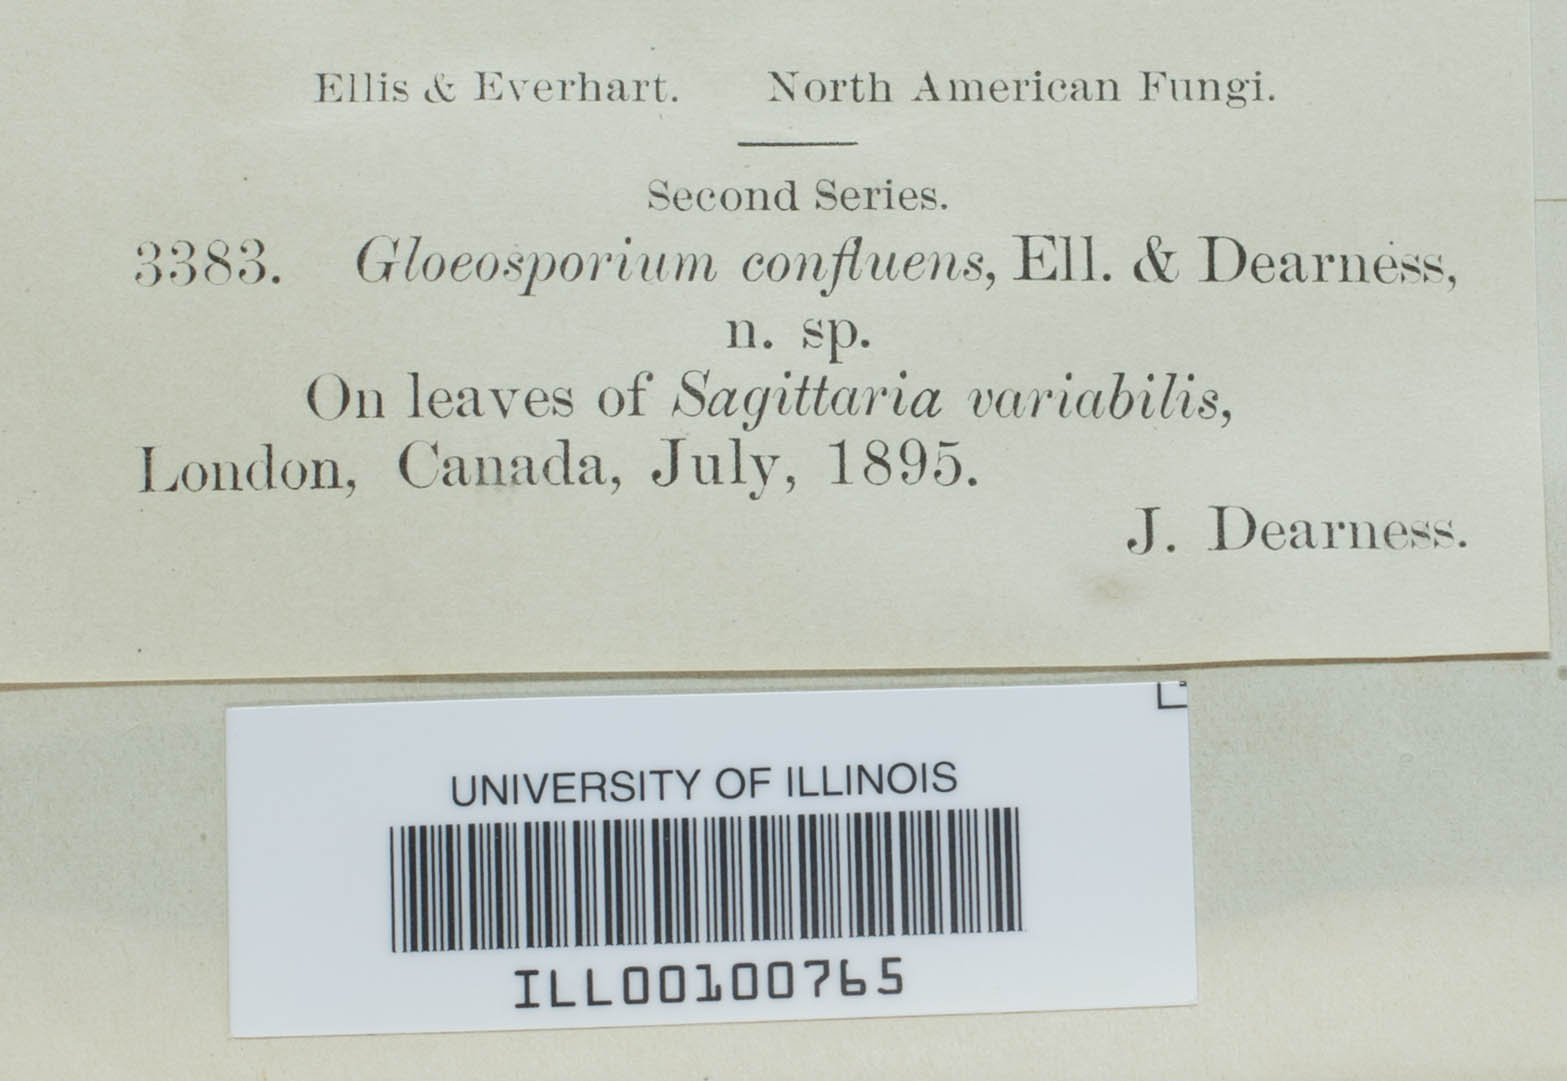 Ellis & Everhart. North American Fungi.
Second Series.
3383. Gloeosporium confluens, Ell. & Dearness,
n. sp.
On leaves of Sagittaria variabilis,
London, Canada, July, 1895.
J. Dearness.
UNIVERSITY OF ILLINOIS
ILL00100765